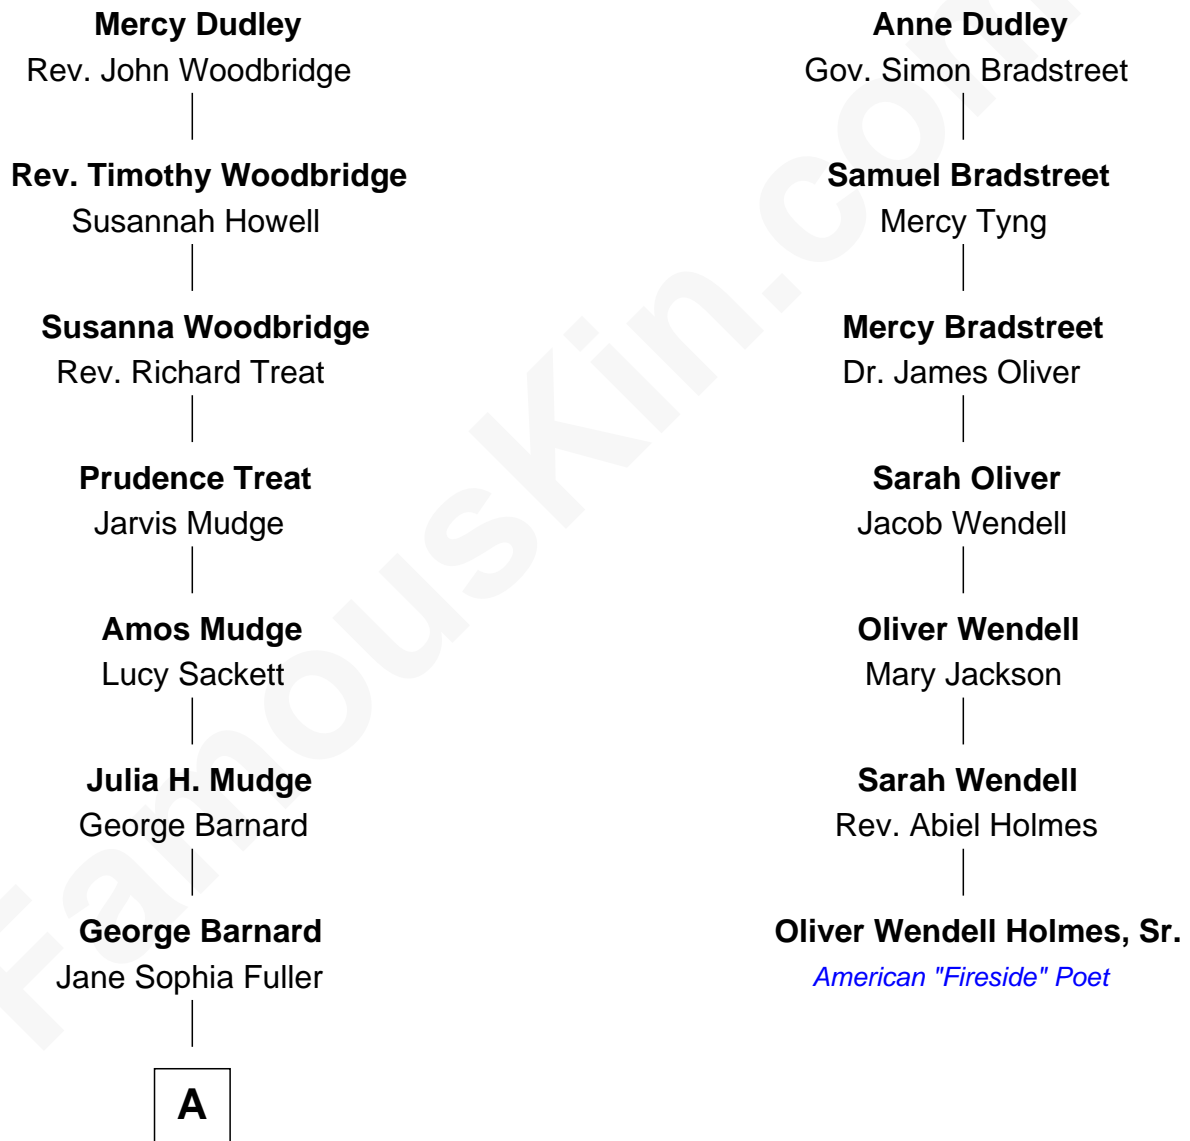 Mercy Dudley
Rev. John Woodbridge
Rev. Timothy Woodbridge
Susannah Howell
Susanna Woodbridge
Rev. Richard Treat
Prudence Treat
Jarvis Mudge
Amos Mudge
Lucy Sackett
Julia H. Mudge
George Barnard
George Barnard
Jane Sophia Fuller
A
Anne Dudley
Gov. Simon Bradstreet
Samuel Bradstreet
Mercy Tyng
Mercy Bradstreet
Dr. James Oliver
Sarah Oliver
Jacob Wendell
Oliver Wendell
Mary Jackson
Sarah Wendell
Rev. Abiel Holmes
Oliver Wendell Holmes, Sr.
American "Fireside" Poet
FamousKin.com